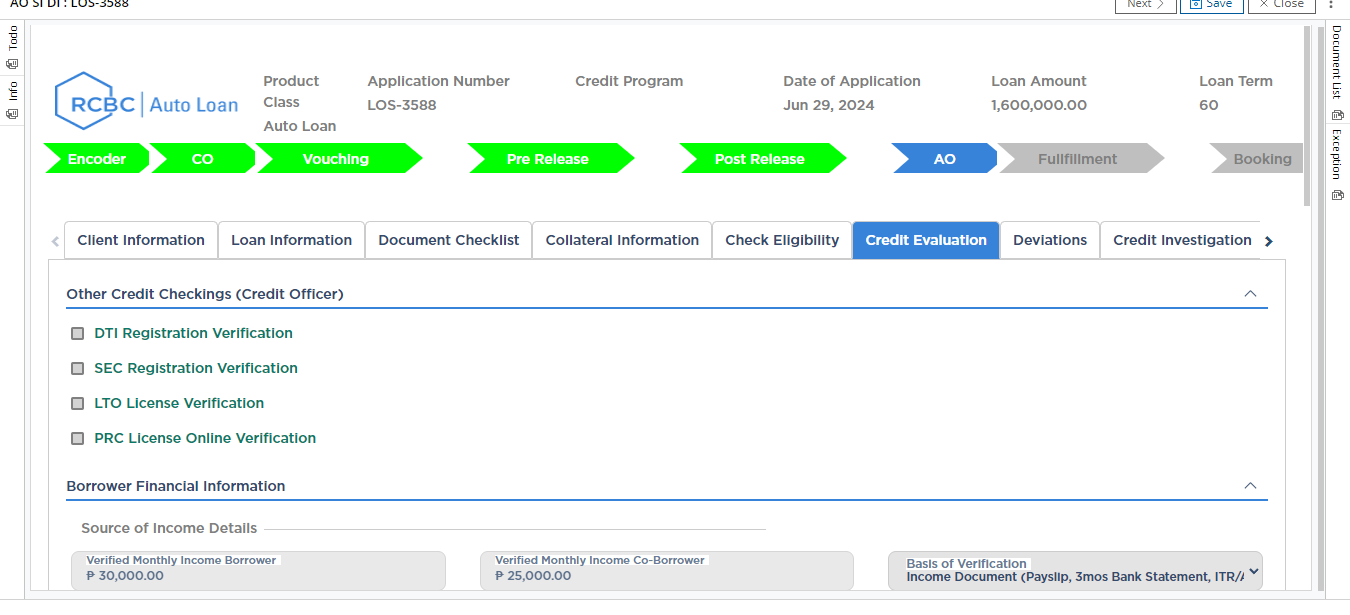 AO SI DI : LOS-3588
Next
Save
Close
Todo
Info
Document List
Exception
RCBC Auto Loan
Product Class
Auto Loan
Application Number
LOS-3588
Credit Program
Date of Application
Jun 29, 2024
Loan Amount
1,600,000.00
Loan Term
60
Encoder
CO
Vouching
Pre Release
Post Release
AO
Fullfillment
Booking
Client Information
Loan Information
Document Checklist
Collateral Information
Check Eligibility
Credit Evaluation
Deviations
Credit Investigation
Other Credit Checkings (Credit Officer)
DTI Registration Verification
SEC Registration Verification
LTO License Verification
PRC License Online Verification
Borrower Financial Information
Source of Income Details
Verified Monthly Income Borrower
₱ 30,000.00
Verified Monthly Income Co-Borrower
₱ 25,000.00
Basis of Verification
Income Document (Payslip, 3mos Bank Statement, ITR/